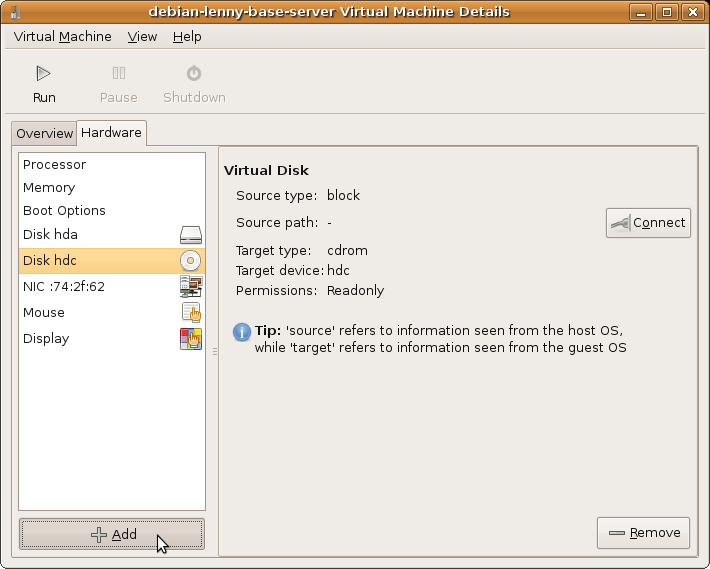 debian-lenny-base-server Virtual Machine Details
Virtual Machine View Help
Run Pause Shutdown
Overview Hardware
Processor
Memory
Boot Options
Disk hda
Disk hdc
NIC :74:2f:62
Mouse
Display
Add
Virtual Disk
Source type: block
Source path: -
Connect
Target type: cdrom
Target device: hdc
Permissions: Readonly
Tip: 'source' refers to information seen from the host OS,
while 'target' refers to information seen from the guest OS
Remove